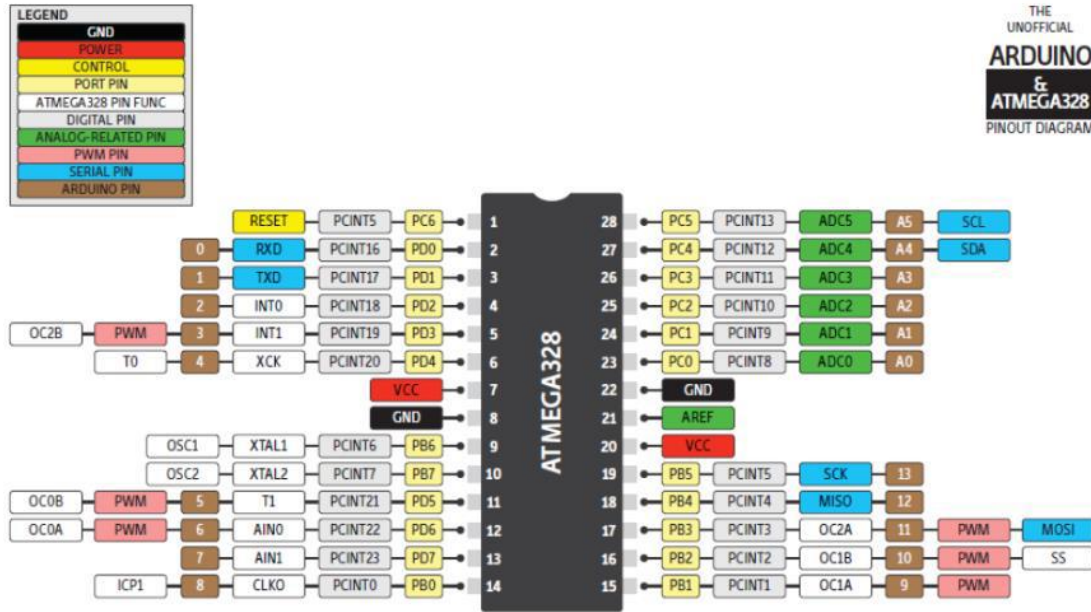 LEGEND
GND
POWER
CONTROL
PORT PIN
ATMEGA328 PIN FUNC
DIGITAL PIN
ANALOG-RELATED PIN
PWM PIN
SERIAL PIN
ARDUINO PIN
THE
UNOFFICIAL
ARDUINO
&
ATMEGA328
PINOUT DIAGRAM
RESET PCINT5 PC6 1 28 PC5 PCINT13 ADC5 A5 SCL
0 RXD PCINT16 PD0 2 27 PC4 PCINT12 ADC4 A4 SDA
1 TXD PCINT17 PD1 3 26 PC3 PCINT11 ADC3 A3
2 INT0 PCINT18 PD2 4 25 PC2 PCINT10 ADC2 A2
OC2B PWM 3 INT1 PCINT19 PD3 5 24 PC1 PCINT9 ADC1 A1
T0 4 XCK PCINT20 PD4 6 23 PC0 PCINT8 ADC0 A0
VCC 7 22 GND
GND 8 21 AREF
OSC1 XTAL1 PCINT6 PB6 9 20 VCC
OSC2 XTAL2 PCINT7 PB7 10 19 PB5 PCINT5 SCK 13
OC0B PWM 5 T1 PCINT21 PD5 11 18 PB4 PCINT4 MISO 12
OC0A PWM 6 AIN0 PCINT22 PD6 12 17 PB3 PCINT3 OC2A 11 PWM MOSI
7 AIN1 PCINT23 PD7 13 16 PB2 PCINT2 OC1B 10 PWM SS
ICP1 8 CLKO PCINT0 PB0 14 15 PB1 PCINT1 OC1A 9 PWM
ATMEGA328